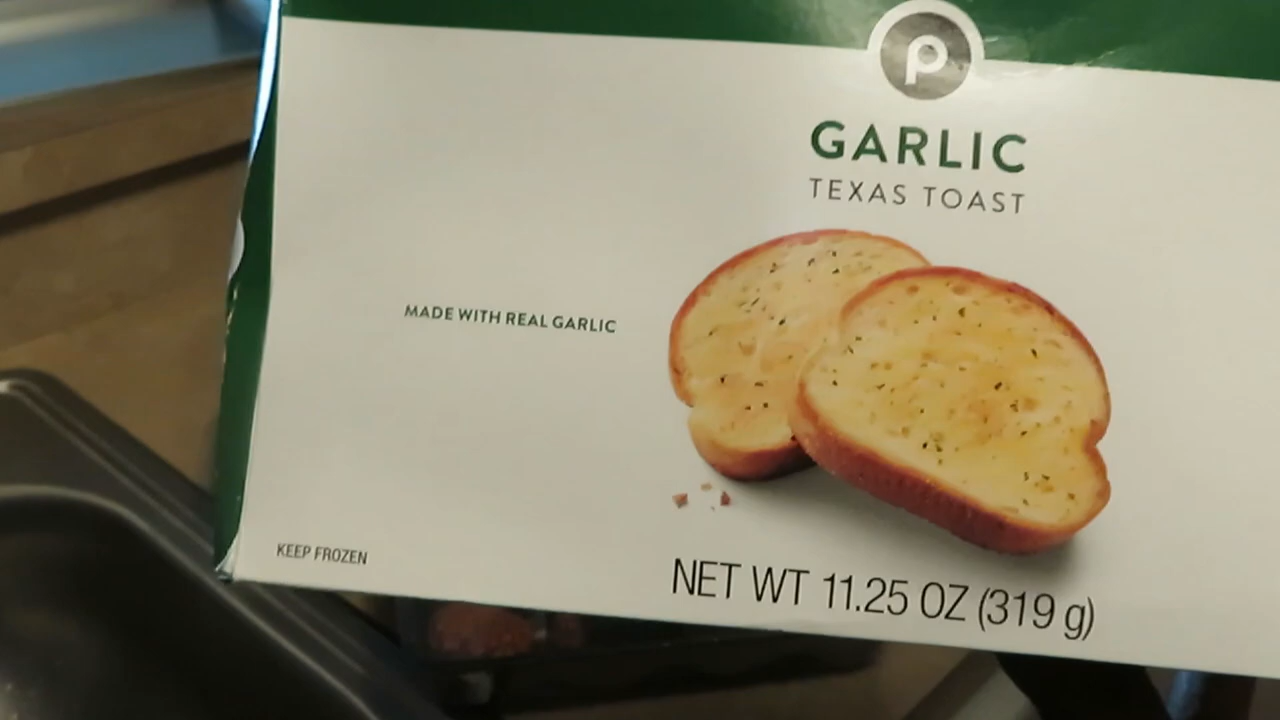 P
GARLIC
TEXAS TOAST
MADE WITH REAL GARLIC
KEEP FROZEN
NET WT 11.25 OZ (319 g)